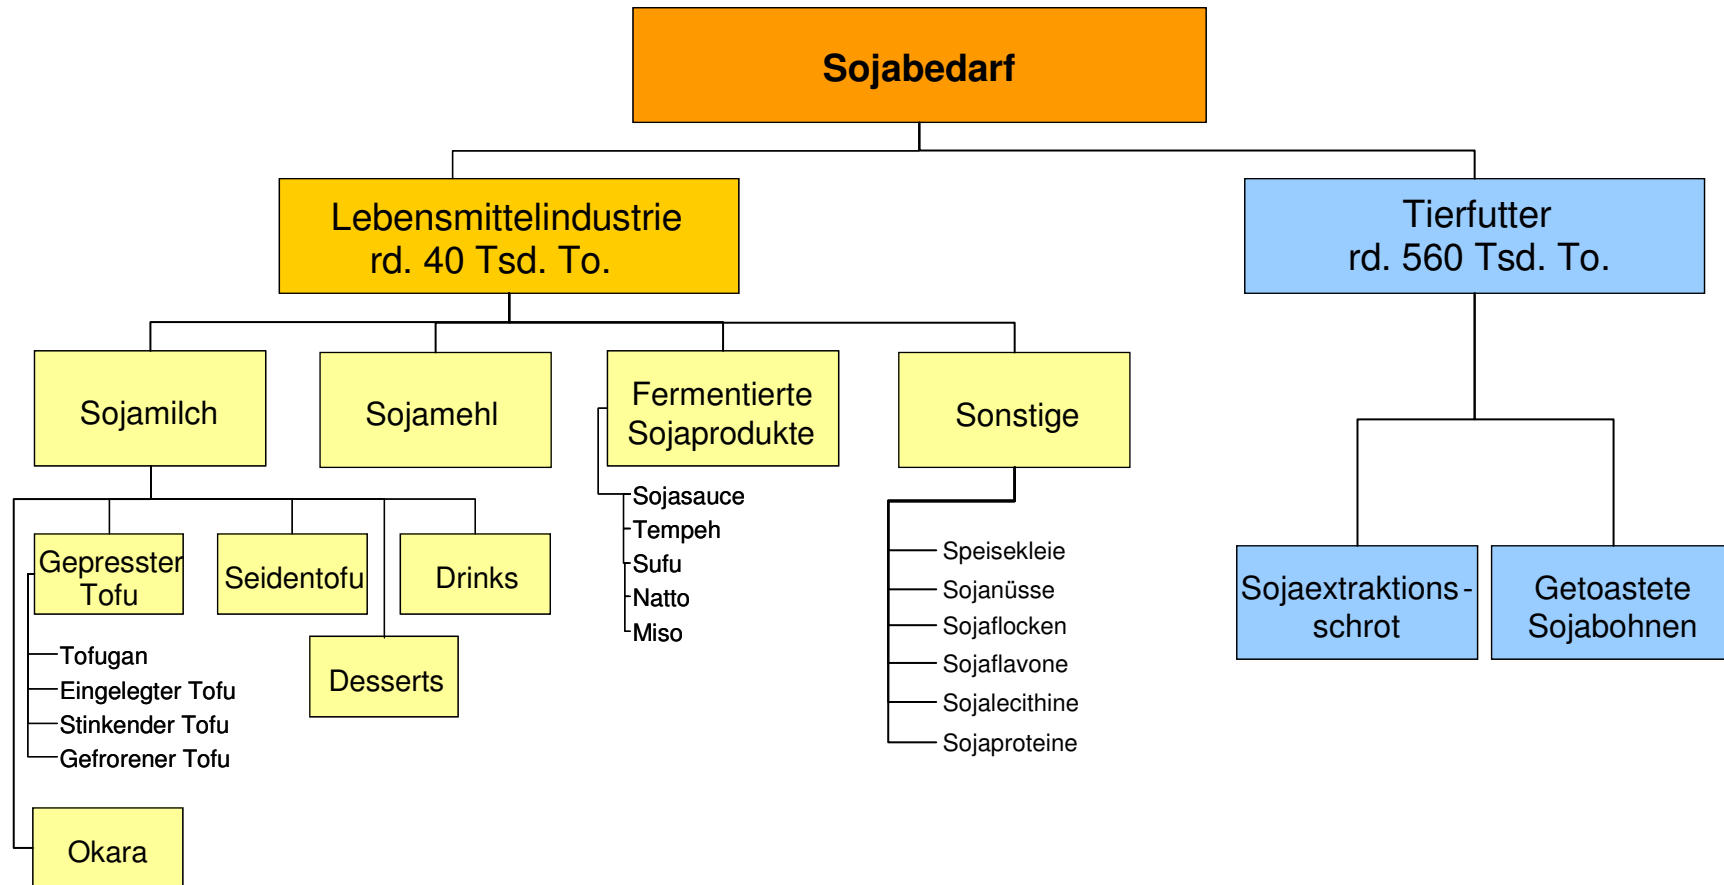 Sojabedarf
Lebensmittelindustrie
rd. 40 Tsd. To.
Tierfutter
rd. 560 Tsd. To.
Sojamilch
Sojamehl
Fermentierte
Sojaprodukte
Sonstige
Gepresster
Tofu
Seidentofu
Drinks
Desserts
Tofugan
Eingelegter Tofu
Stinkender Tofu
Gefrorener Tofu
Okara
Sojasauce
Tempeh
Sufu
Natto
Miso
Speisekleie
Sojanüsse
Sojaflocken
Sojaflavone
Sojalecithine
Sojaproteine
Sojaextraktions-
schrot
Getoastete
Sojabohnen